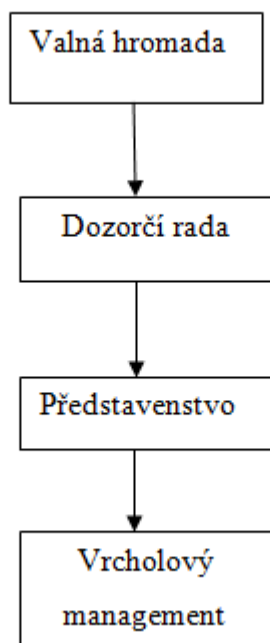 Valná hromada
Dozorčí rada
Představenstvo
Vrcholový
management